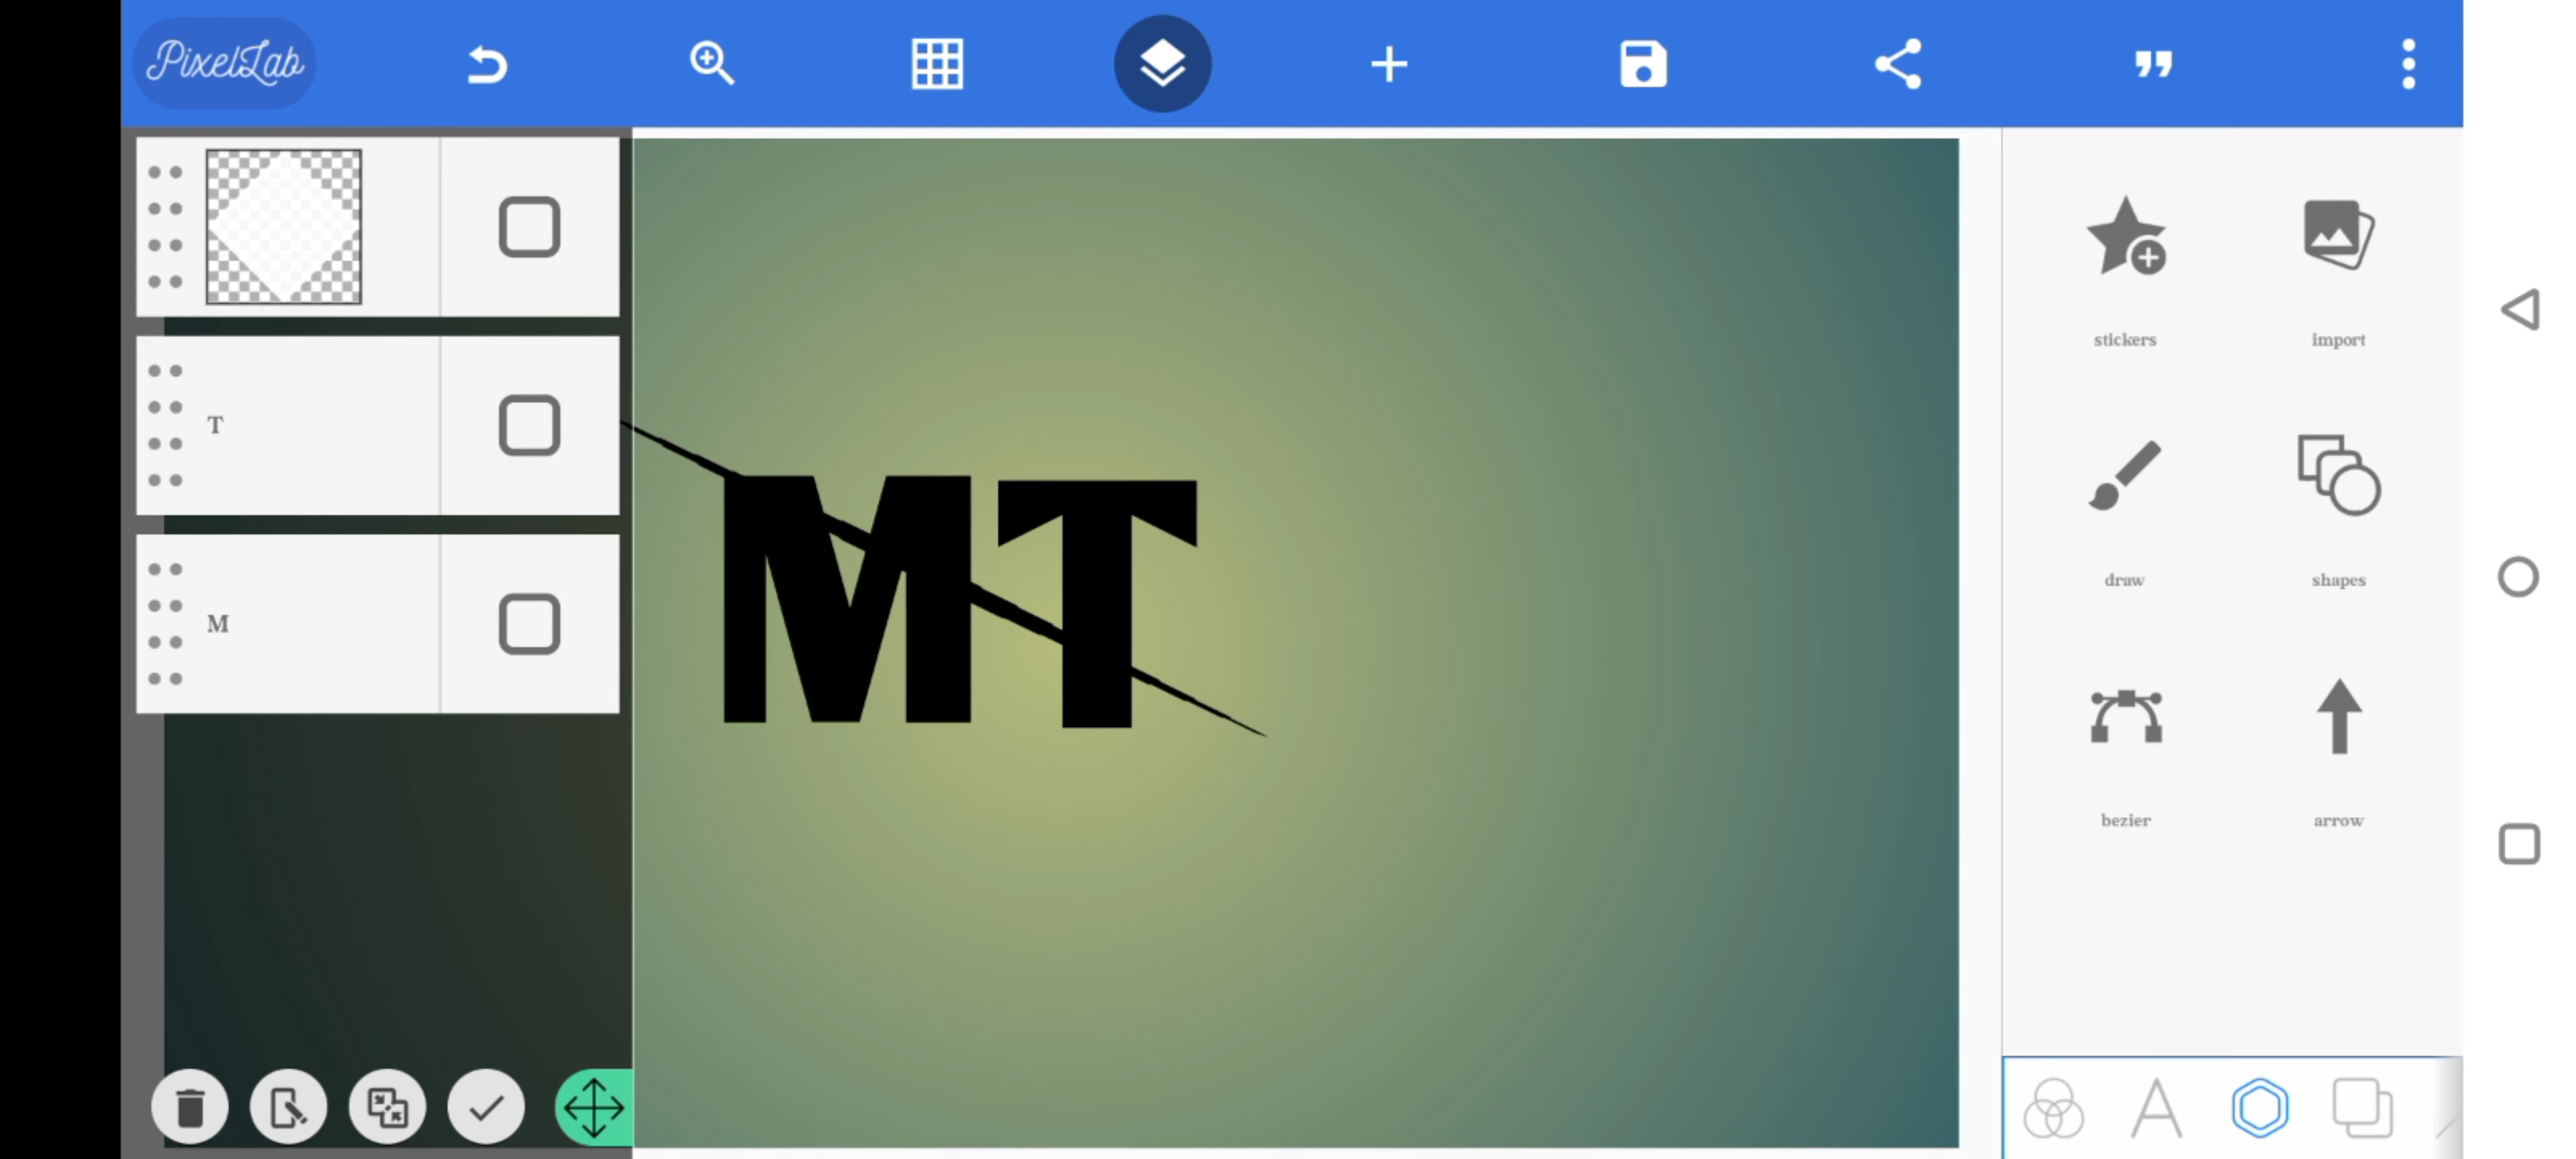 PixelLab
T
M
MT
stickers
import
draw
shapes
bezier
arrow